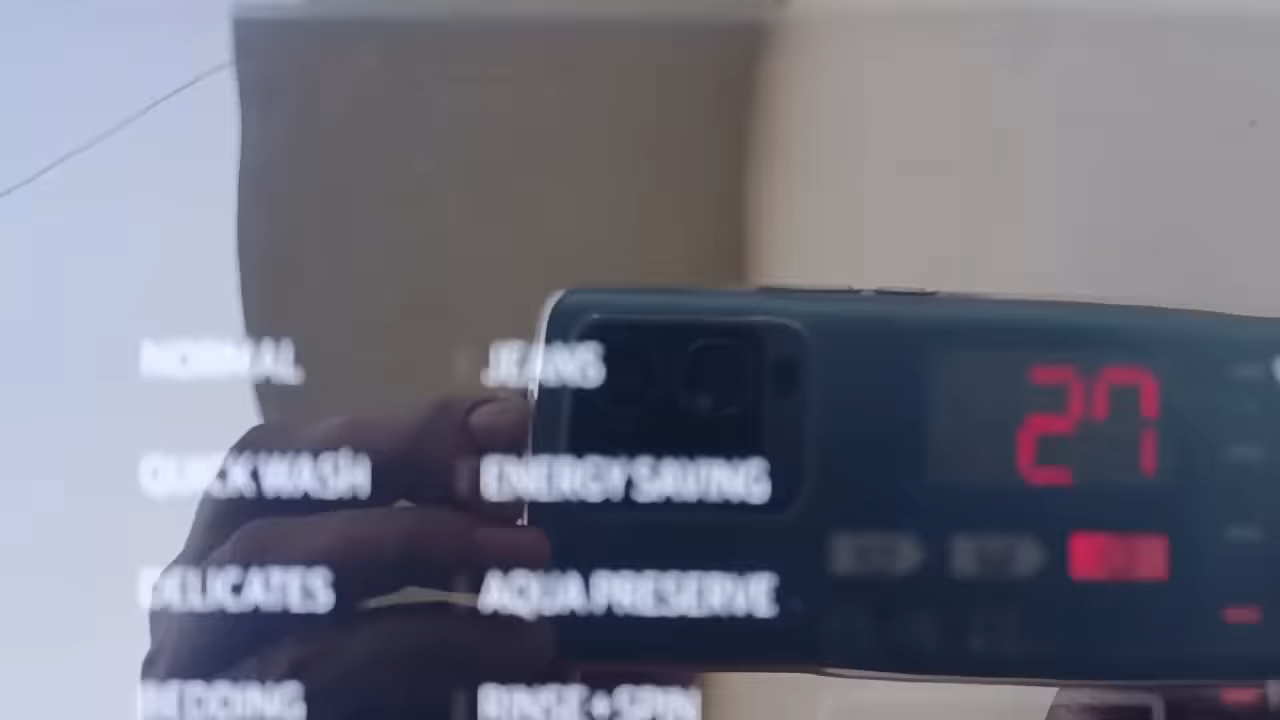 NORMAL JEANS
27
QUICK WASH ENERGY SAVING
DELICATES AQUA PRESERVE
BEDDING RINSE+SPIN